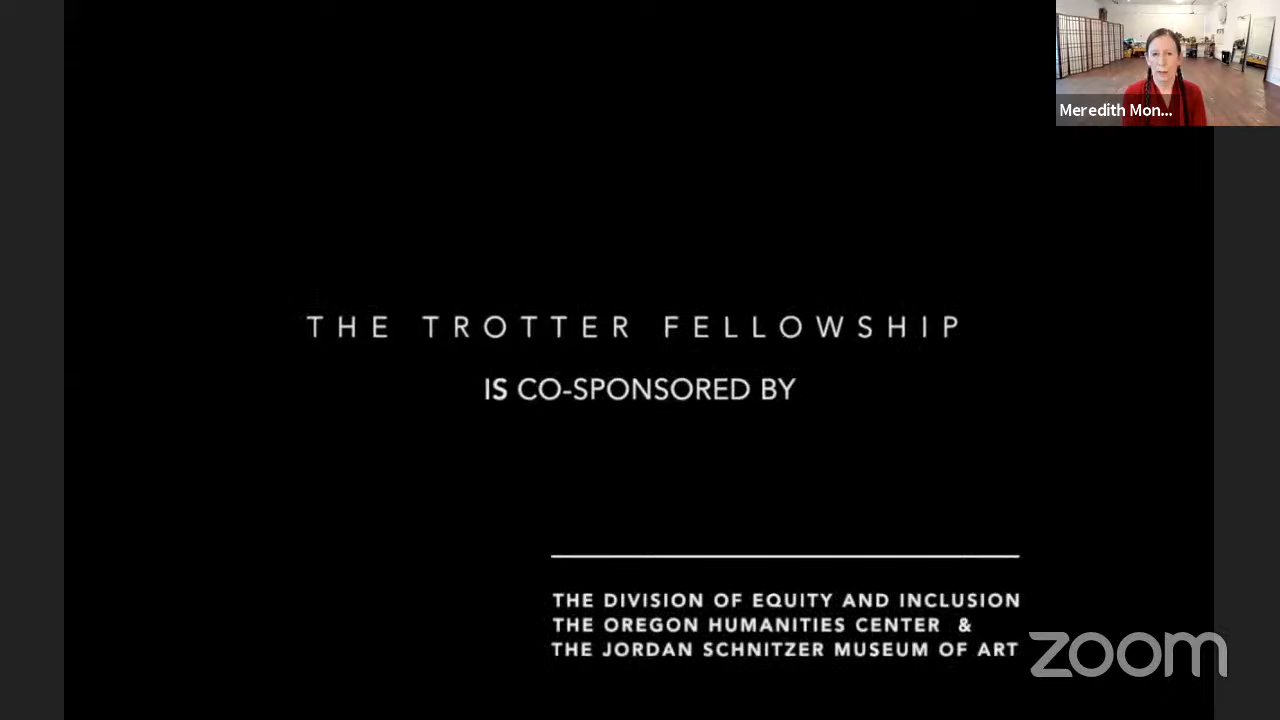 Meredith Mon...
THE TROTTER FELLOWSHIP
IS CO-SPONSORED BY
THE DIVISION OF EQUITY AND INCLUSION
THE OREGON HUMANITIES CENTER &
THE JORDAN SCHNITZER MUSEUM OF ART
zoom